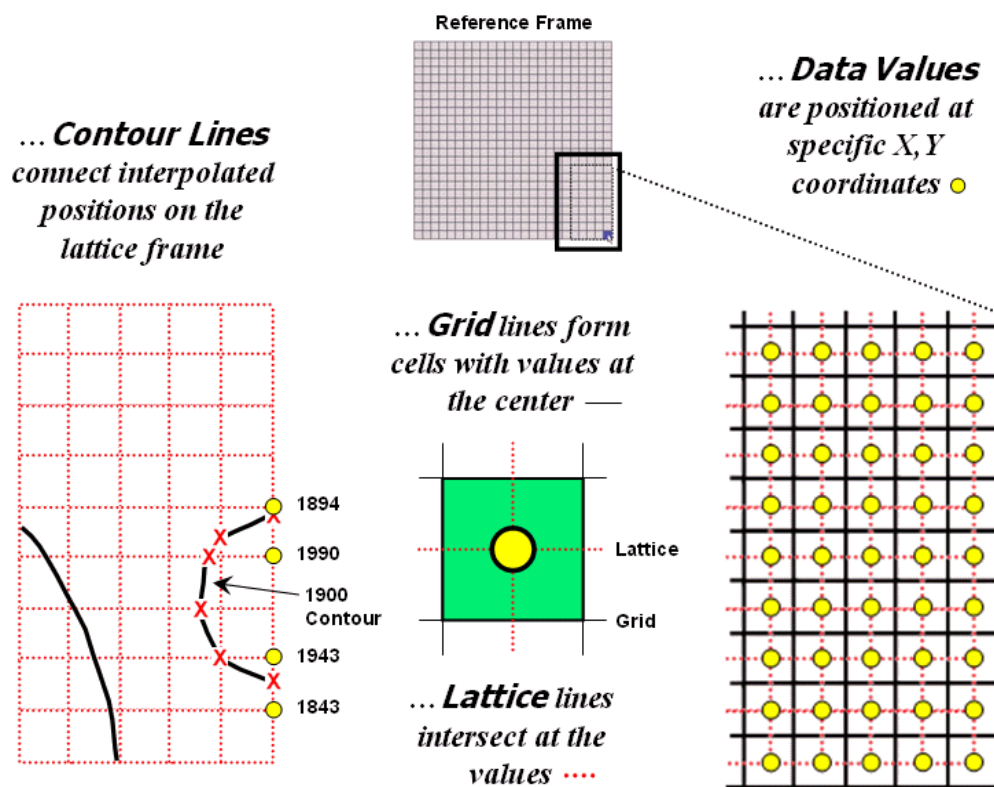 Reference Frame
... Contour Lines
connect interpolated
positions on the
lattice frame
... Data Values
are positioned at
specific X, Y
coordinates
... Grid lines form
cells with values at
the center
1894
1990
1900
Contour
1943
1843
Lattice
Grid
... Lattice lines
intersect at the
values